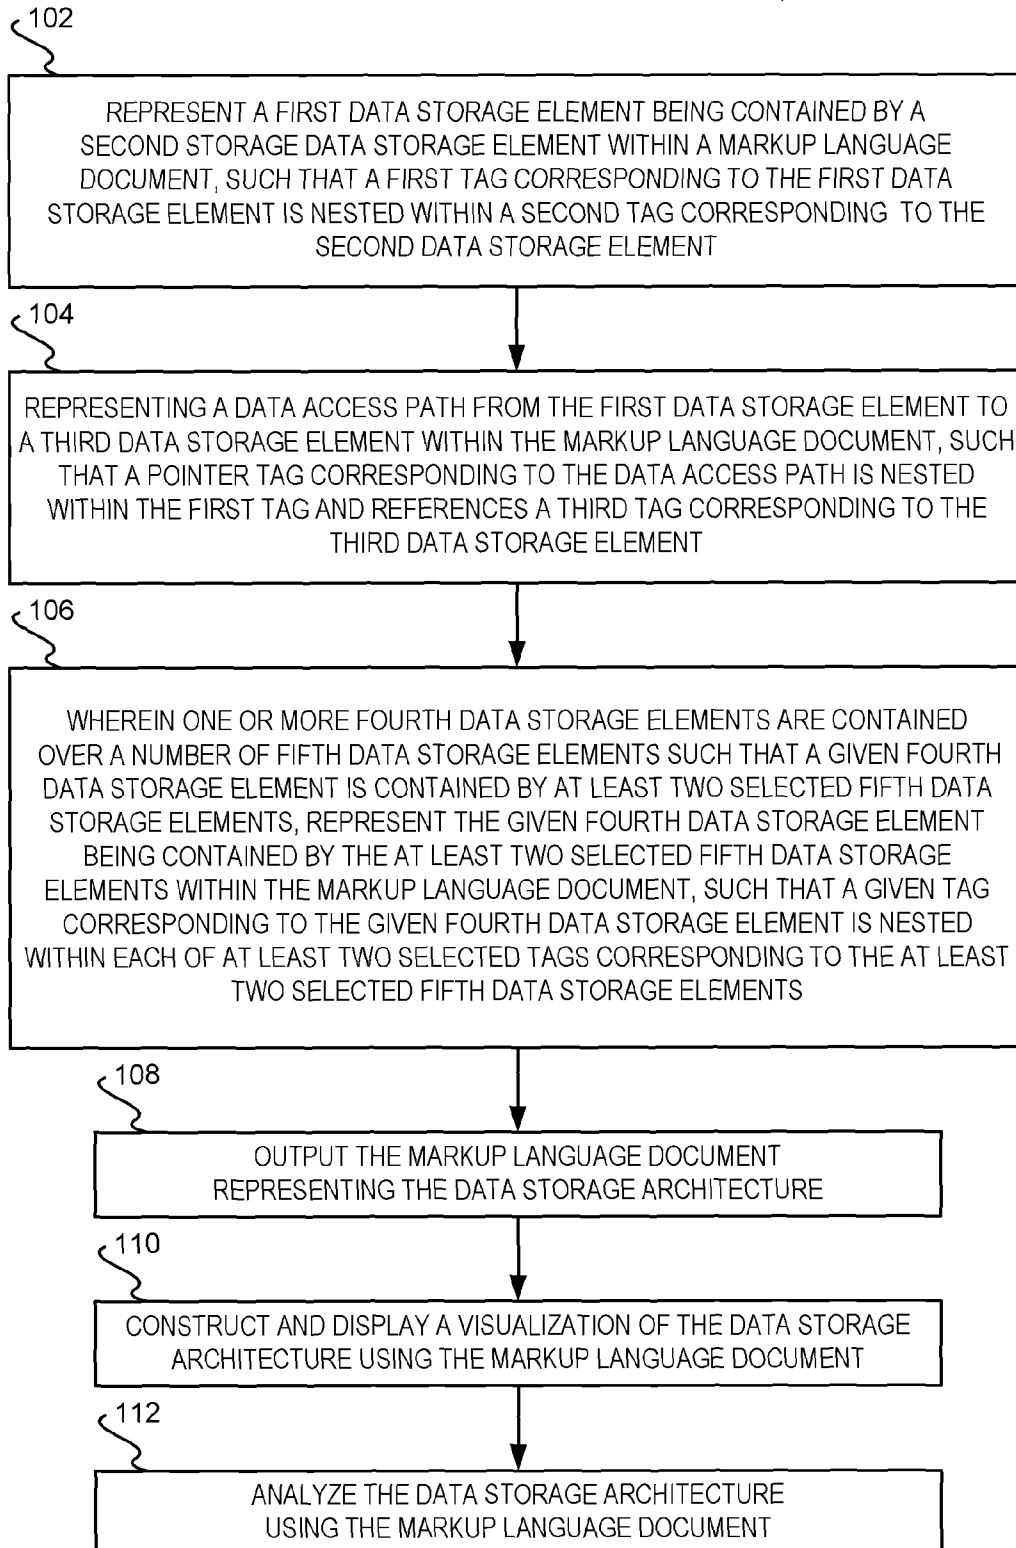 102
REPRESENT A FIRST DATA STORAGE ELEMENT BEING CONTAINED BY A
SECOND STORAGE DATA STORAGE ELEMENT WITHIN A MARKUP LANGUAGE
DOCUMENT, SUCH THAT A FIRST TAG CORRESPONDING TO THE FIRST DATA
STORAGE ELEMENT IS NESTED WITHIN A SECOND TAG CORRESPONDING TO THE
SECOND DATA STORAGE ELEMENT
104
REPRESENTING A DATA ACCESS PATH FROM THE FIRST DATA STORAGE ELEMENT TO
A THIRD DATA STORAGE ELEMENT WITHIN THE MARKUP LANGUAGE DOCUMENT, SUCH
THAT A POINTER TAG CORRESPONDING TO THE DATA ACCESS PATH IS NESTED
WITHIN THE FIRST TAG AND REFERENCES A THIRD TAG CORRESPONDING TO THE
THIRD DATA STORAGE ELEMENT
106
WHEREIN ONE OR MORE FOURTH DATA STORAGE ELEMENTS ARE CONTAINED
OVER A NUMBER OF FIFTH DATA STORAGE ELEMENTS SUCH THAT A GIVEN FOURTH
DATA STORAGE ELEMENT IS CONTAINED BY AT LEAST TWO SELECTED FIFTH DATA
STORAGE ELEMENTS, REPRESENT THE GIVEN FOURTH DATA STORAGE ELEMENT
BEING CONTAINED BY THE AT LEAST TWO SELECTED FIFTH DATA STORAGE
ELEMENTS WITHIN THE MARKUP LANGUAGE DOCUMENT, SUCH THAT A GIVEN TAG
CORRESPONDING TO THE GIVEN FOURTH DATA STORAGE ELEMENT IS NESTED
WITHIN EACH OF AT LEAST TWO SELECTED TAGS CORRESPONDING TO THE AT LEAST
TWO SELECTED FIFTH DATA STORAGE ELEMENTS
108
OUTPUT THE MARKUP LANGUAGE DOCUMENT
REPRESENTING THE DATA STORAGE ARCHITECTURE
110
CONSTRUCT AND DISPLAY A VISUALIZATION OF THE DATA STORAGE
ARCHITECTURE USING THE MARKUP LANGUAGE DOCUMENT
112
ANALYZE THE DATA STORAGE ARCHITECTURE
USING THE MARKUP LANGUAGE DOCUMENT